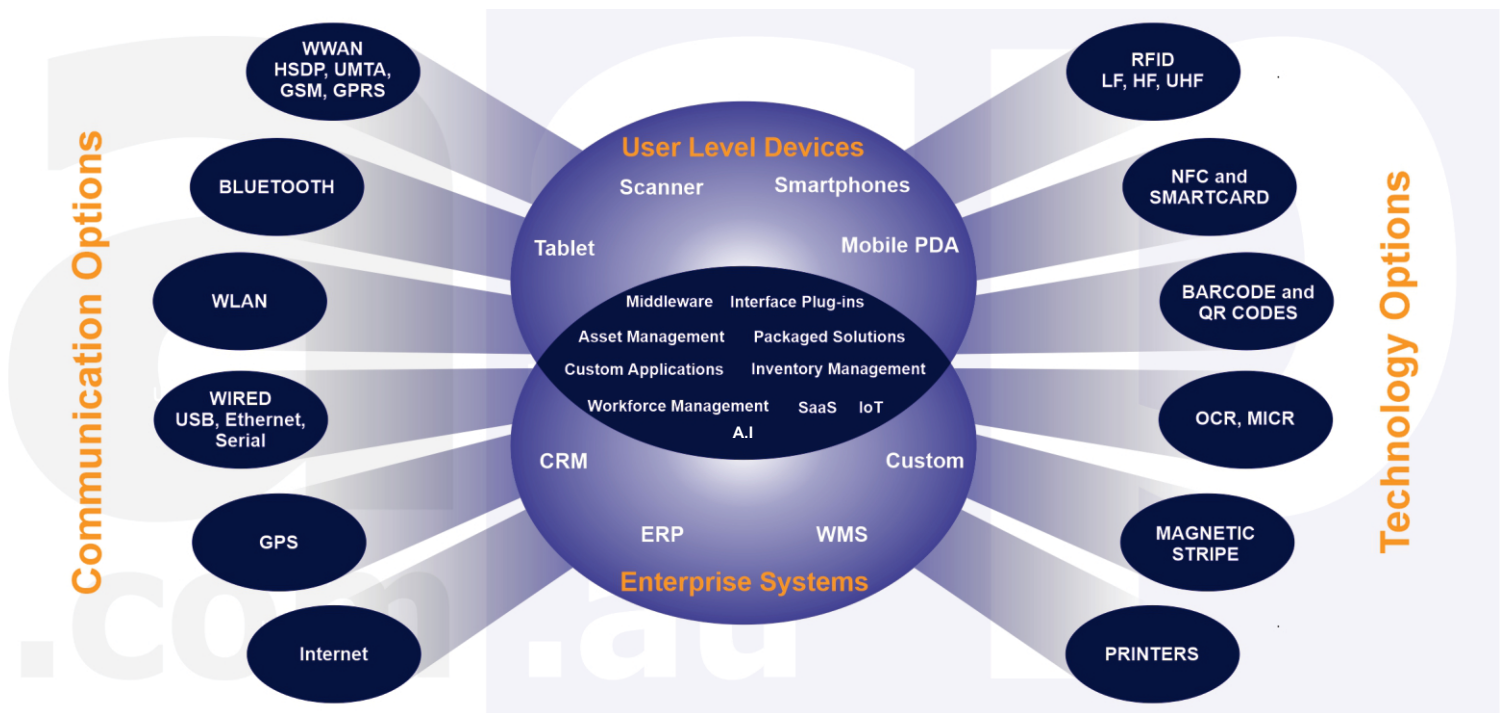 Communication Options
WWAN
HSDP, UMTA,
GSM, GPRS
BLUETOOTH
WLAN
WIRED
USB, Ethernet,
Serial
GPS
Internet
User Level Devices
Scanner Smartphones
Tablet Mobile PDA
Middleware Interface Plug-ins
Asset Management Packaged Solutions
Custom Applications Inventory Management
Workforce Management SaaS IoT
A.I
CRM Custom
ERP WMS
Enterprise Systems
RFID
LF, HF, UHF
NFC and
SMARTCARD
BARCODE and
QR CODES
OCR, MICR
MAGNETIC
STRIPE
PRINTERS
Technology Options
.com.au